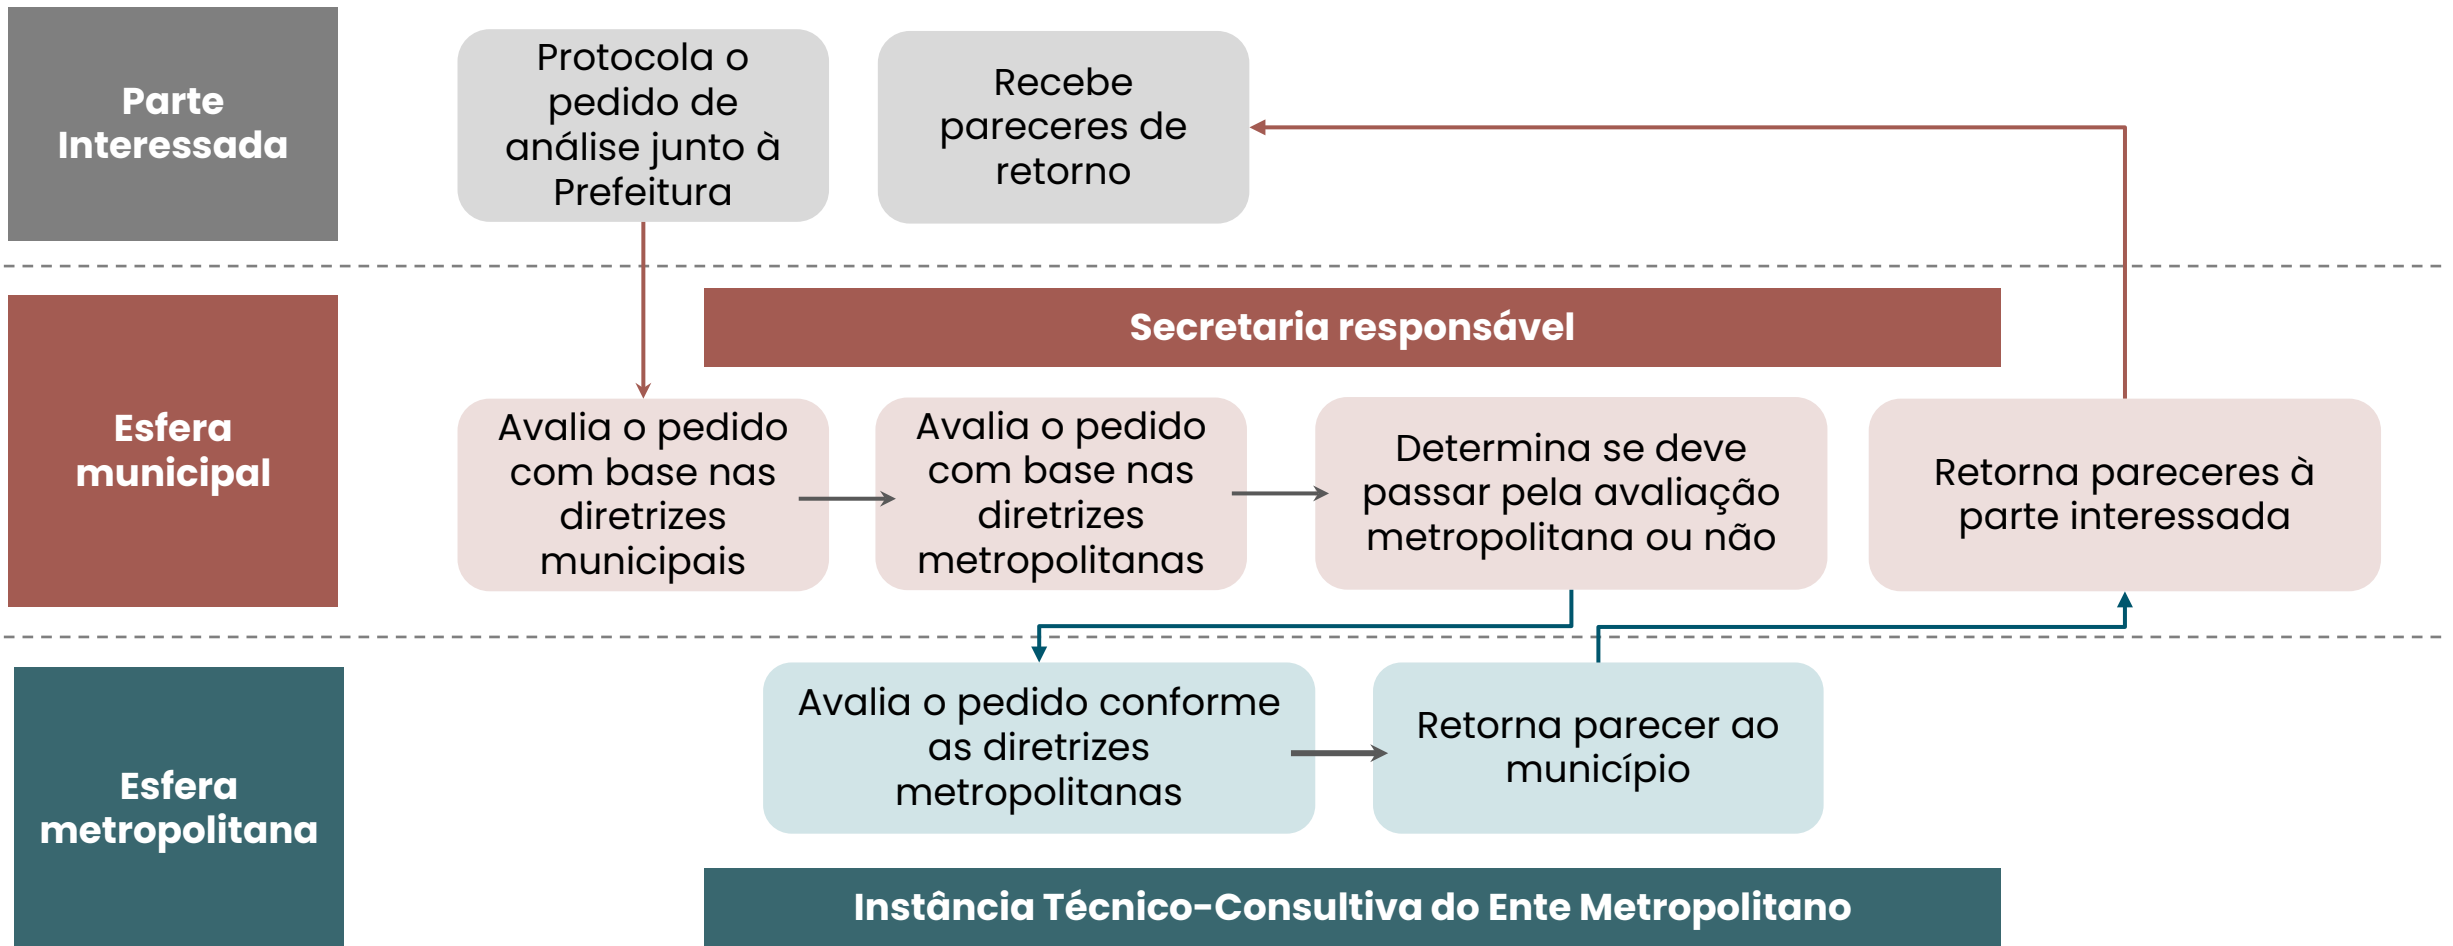 Parte
Interessada
Protocola o
pedido de
análise junto à
Prefeitura
Recebe
pareceres de
retorno
Esfera
municipal
Secretaria responsável
Avalia o pedido
com base nas
diretrizes
municipais
Avalia o pedido
com base nas
diretrizes
metropolitanas
Determina se deve
passar pela avaliação
metropolitana ou não
Retorna pareceres à
parte interessada
Esfera
metropolitana
Avalia o pedido conforme
as diretrizes
metropolitanas
Retorna parecer ao
município
Instância Técnico-Consultiva do Ente Metropolitano